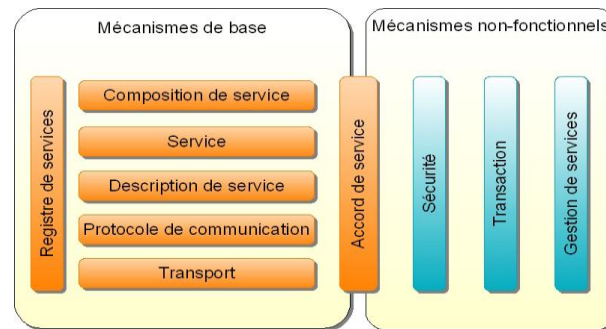 Mécanismes de base
Mécanismes non-fonctionnels
Registre de services
Composition de service
Service
Description de service
Protocole de communication
Transport
Accord de service
Sécurité
Transaction
Gestion de services